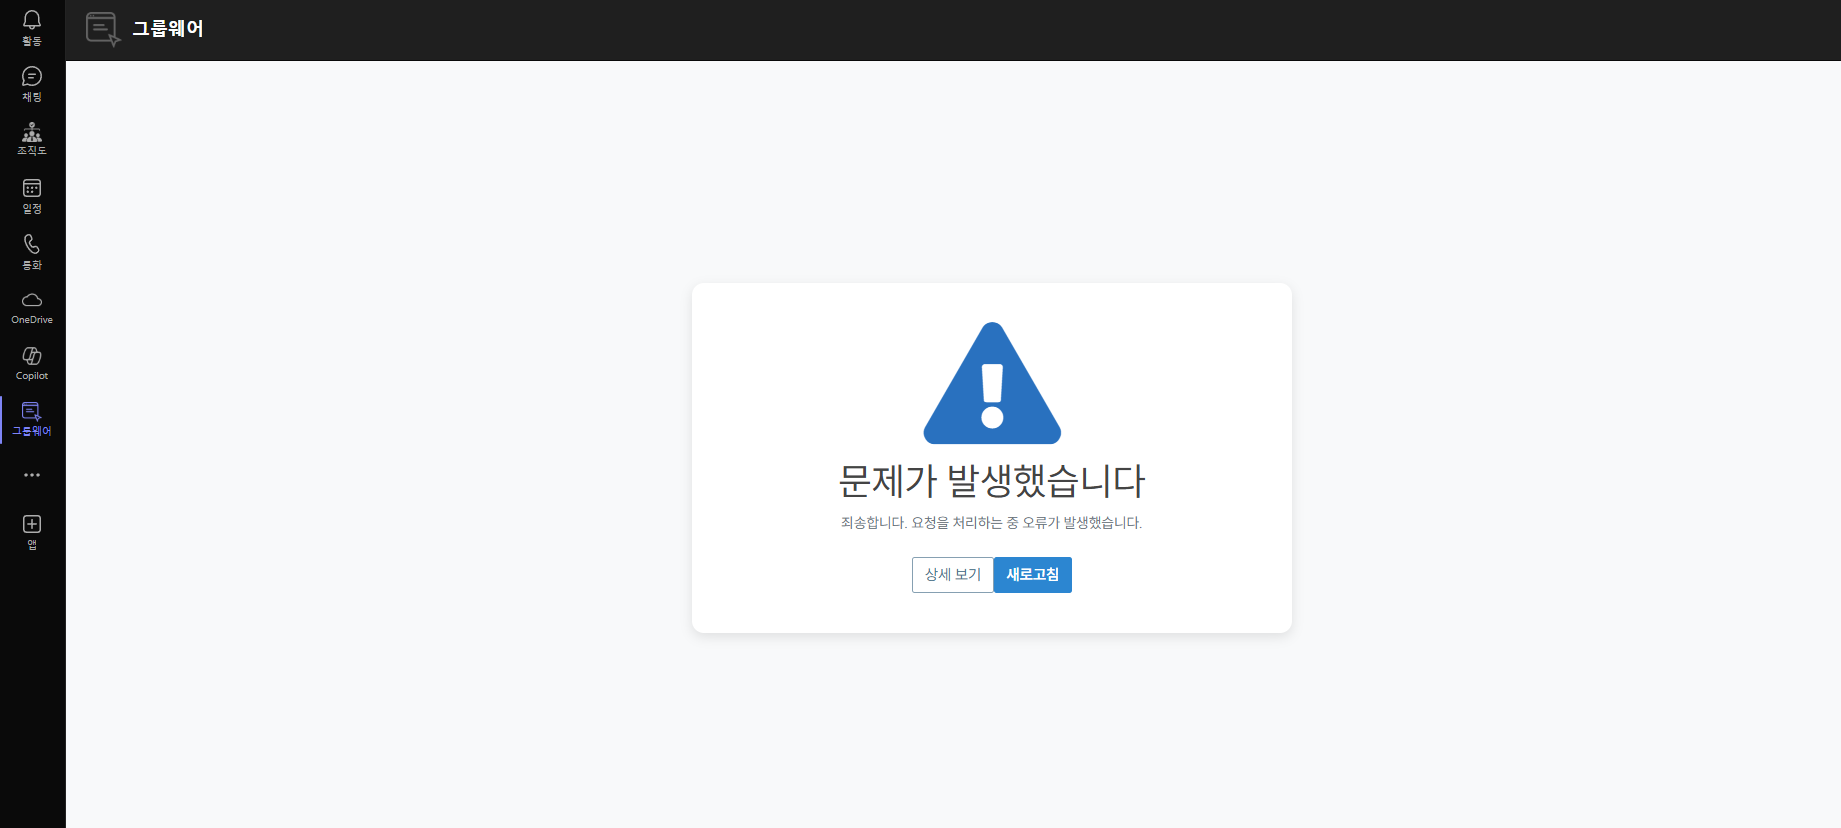 활동
채팅
조직도
일정
통화
OneDrive
Copilot
그룹웨어
앱
그룹웨어
문제가 발생했습니다
죄송합니다. 요청을 처리하는 중 오류가 발생했습니다.
상세 보기
새로고침